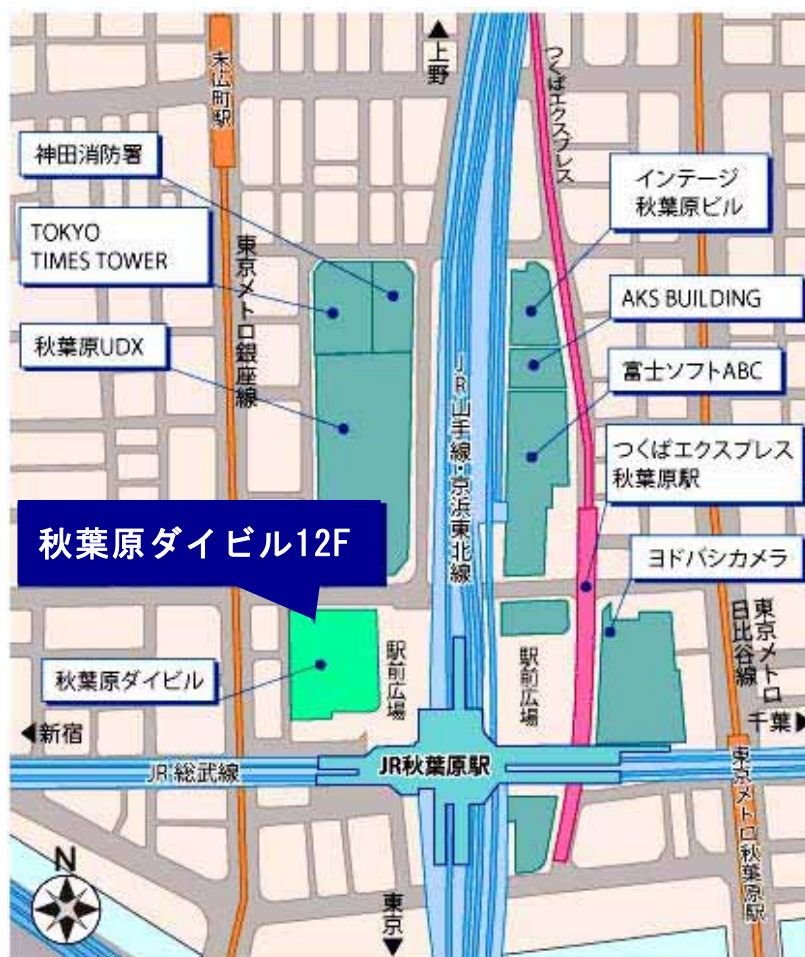 上野
末広町駅
つくばエクスプレス
神田消防署
インテージ
秋葉原ビル
TOKYO
TIMES TOWER
東京メトロ銀座線
AKS BUILDING
秋葉原UDX
JR山手線・京浜東北線
富士ソフトABC
つくばエクスプレス
秋葉原駅
秋葉原ダイビル12F
ヨドバシカメラ
東京メトロ
日比谷線
駅前広場
駅前広場
秋葉原ダイビル
新宿
千葉
JR総武線
JR秋葉原駅
東京メトロ秋葉原駅
N
東京